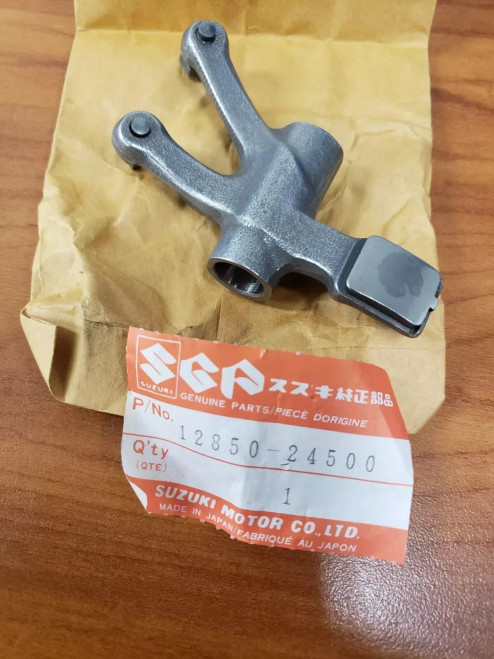 SUZUKI
SGP スズキ純正部品
GENUINE PARTS/PIÈCE D'ORIGINE
P/No. 12850-24500
Q'ty 1
(QTE)
SUZUKI MOTOR CO., LTD.
MADE IN JAPAN/FABRIQUÉ AU JAPON